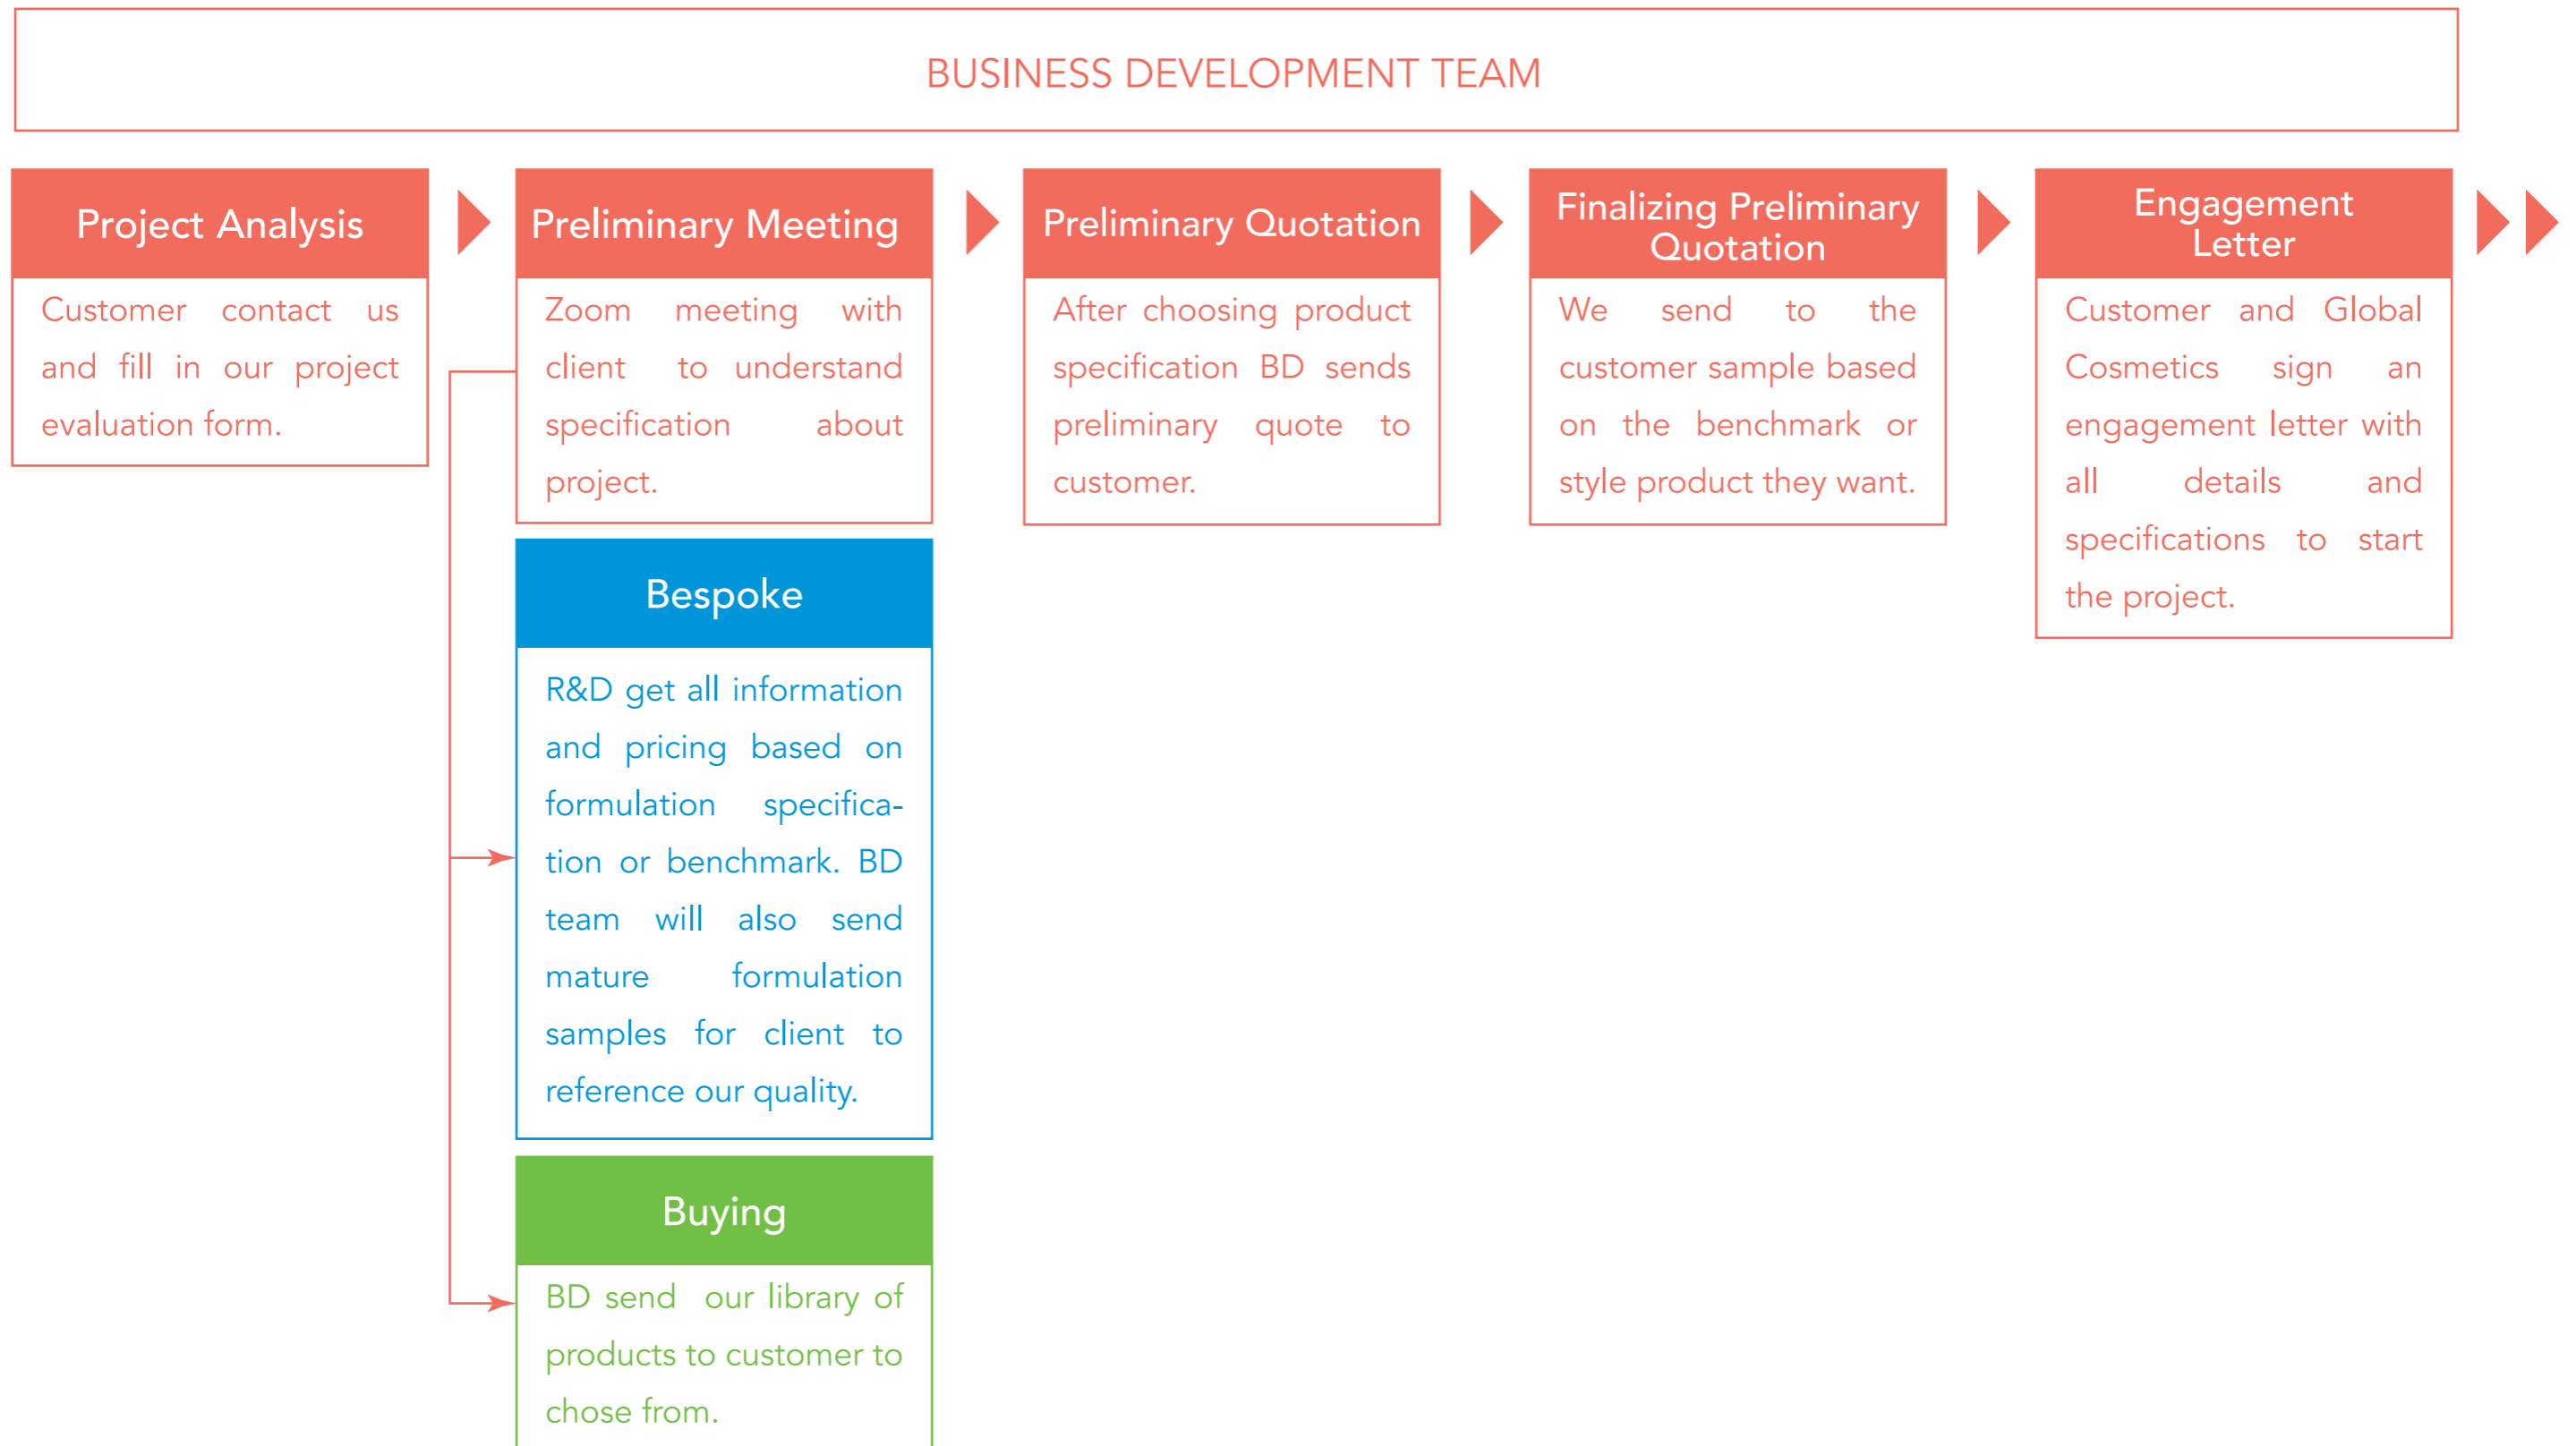 BUSINESS DEVELOPMENT TEAM
Project Analysis
Customer contact us
and fill in our project
evaluation form.
Preliminary Meeting
Zoom meeting with
client to understand
specification about
project.
Bespoke
R&D get all information
and pricing based on
formulation specifica-
tion or benchmark. BD
team will also send
mature formulation
samples for client to
reference our quality.
Buying
BD send our library of
products to customer to
chose from.
Preliminary Quotation
After choosing product
specification BD sends
preliminary quote to
customer.
Finalizing Preliminary
Quotation
We send to the
customer sample based
on the benchmark or
style product they want.
Engagement
Letter
Customer and Global
Cosmetics sign an
engagement letter with
all details and
specifications to start
the project.